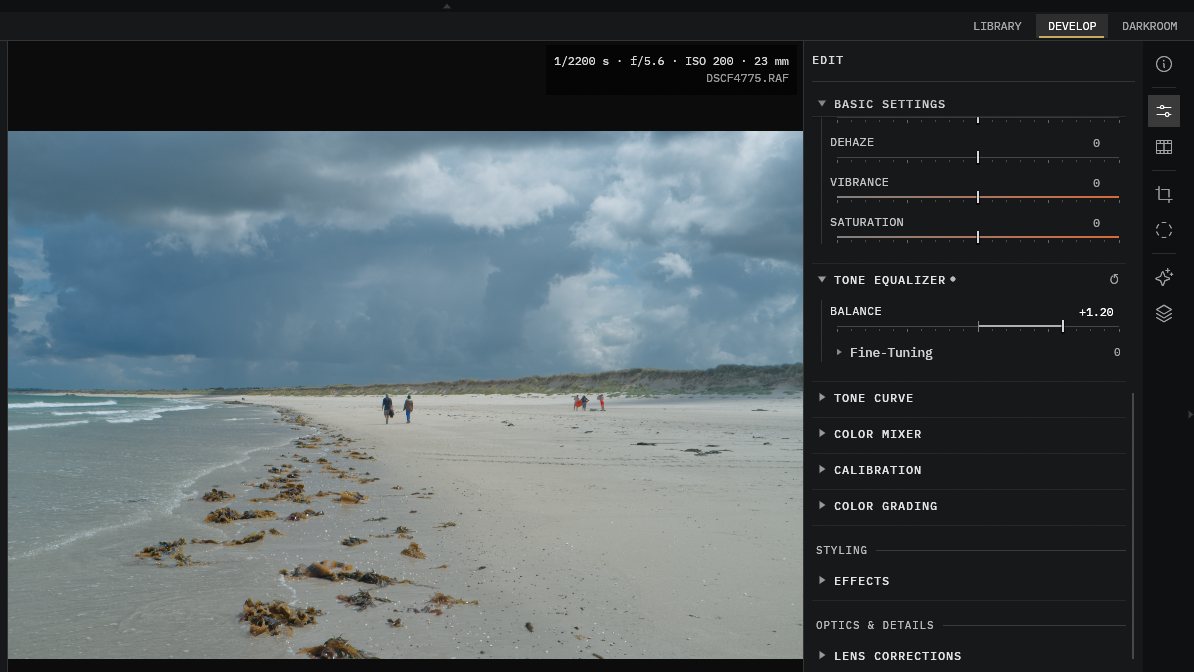 LIBRARY DEVELOP DARKROOM
1/2200 s · f/5.6 · ISO 200 · 23 mm
DSCF4775.RAF
EDIT
BASIC SETTINGS
DEHAZE 0
VIBRANCE 0
SATURATION 0
TONE EQUALIZER
BALANCE +1.20
Fine-Tuning 0
TONE CURVE
COLOR MIXER
CALIBRATION
COLOR GRADING
STYLING
EFFECTS
OPTICS & DETAILS
LENS CORRECTIONS